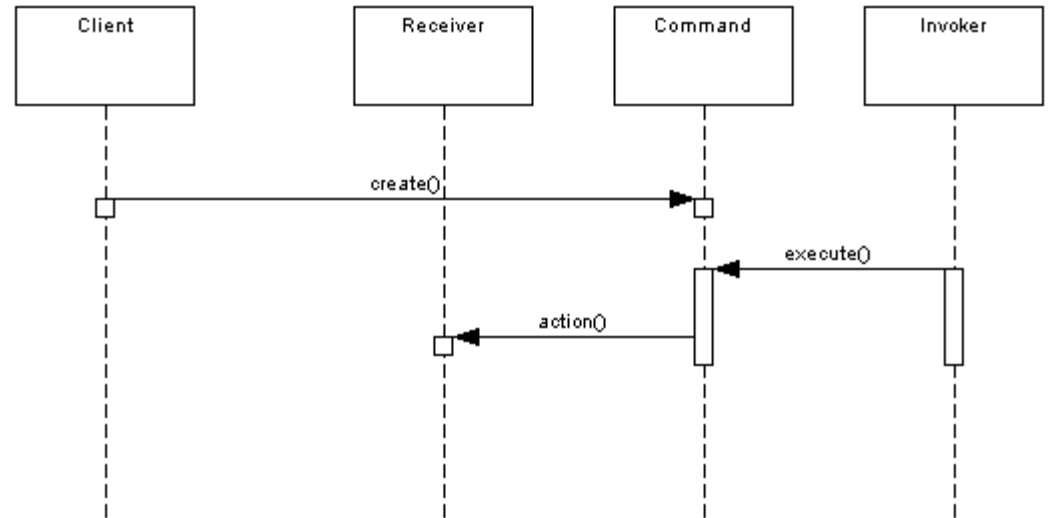 Client
Receiver
Command
Invoker
create()
execute()
action()